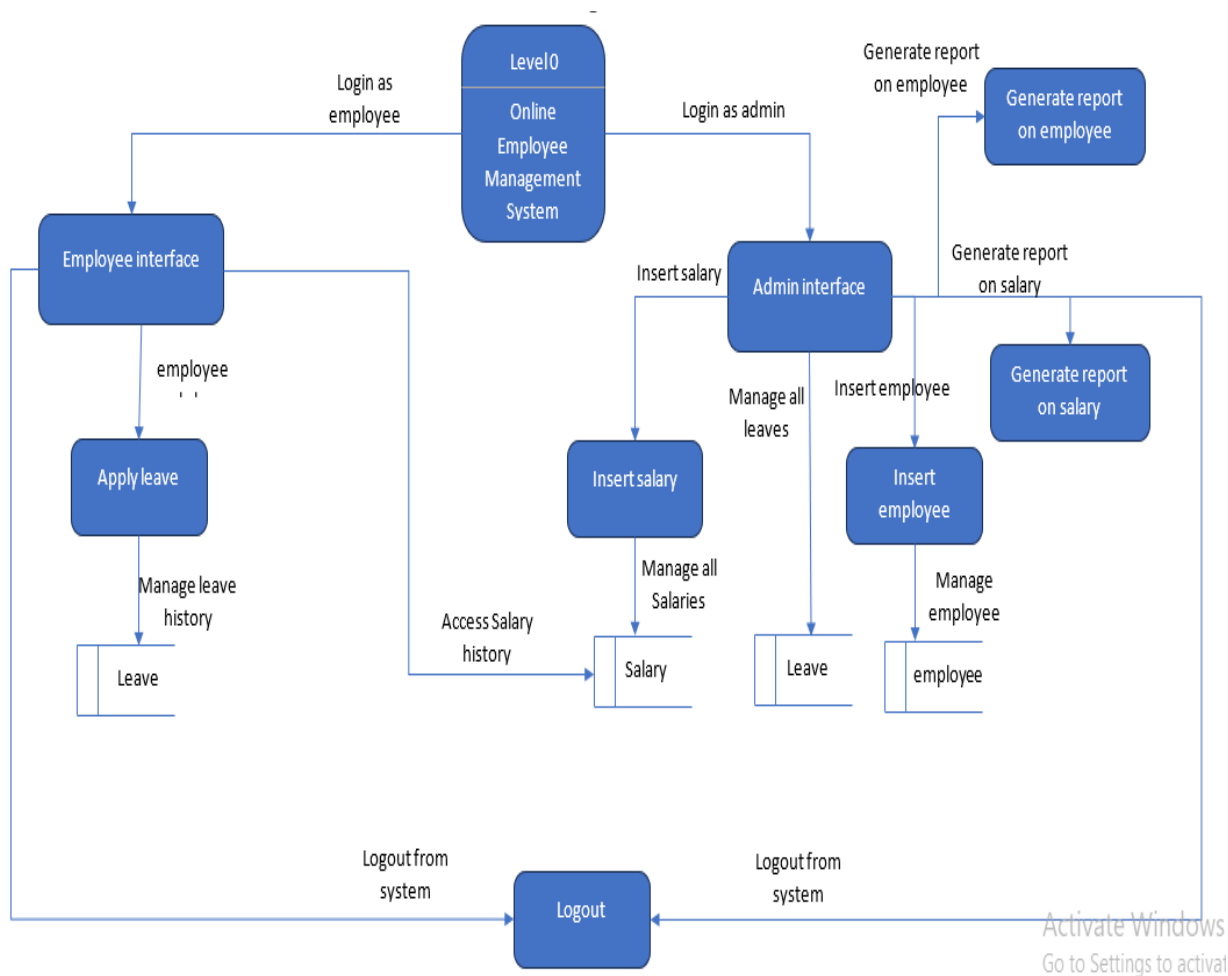 Level 0
Online
Employee
Management
System
Login as
employee
Login as admin
Generate report
on employee
Generate report
on employee
Employee interface
Insert salary
Admin interface
Generate report
on salary
Generate report
on salary
employee
Manage all
leaves
Insert employee
Apply leave
Insert salary
Insert
employee
Manage leave
history
Manage all
Salaries
Manage
employee
Access Salary
history
Leave
Salary
Leave
employee
Logout from
system
Logout
Logout from
system
Activate Windows
Go to Settings to activat